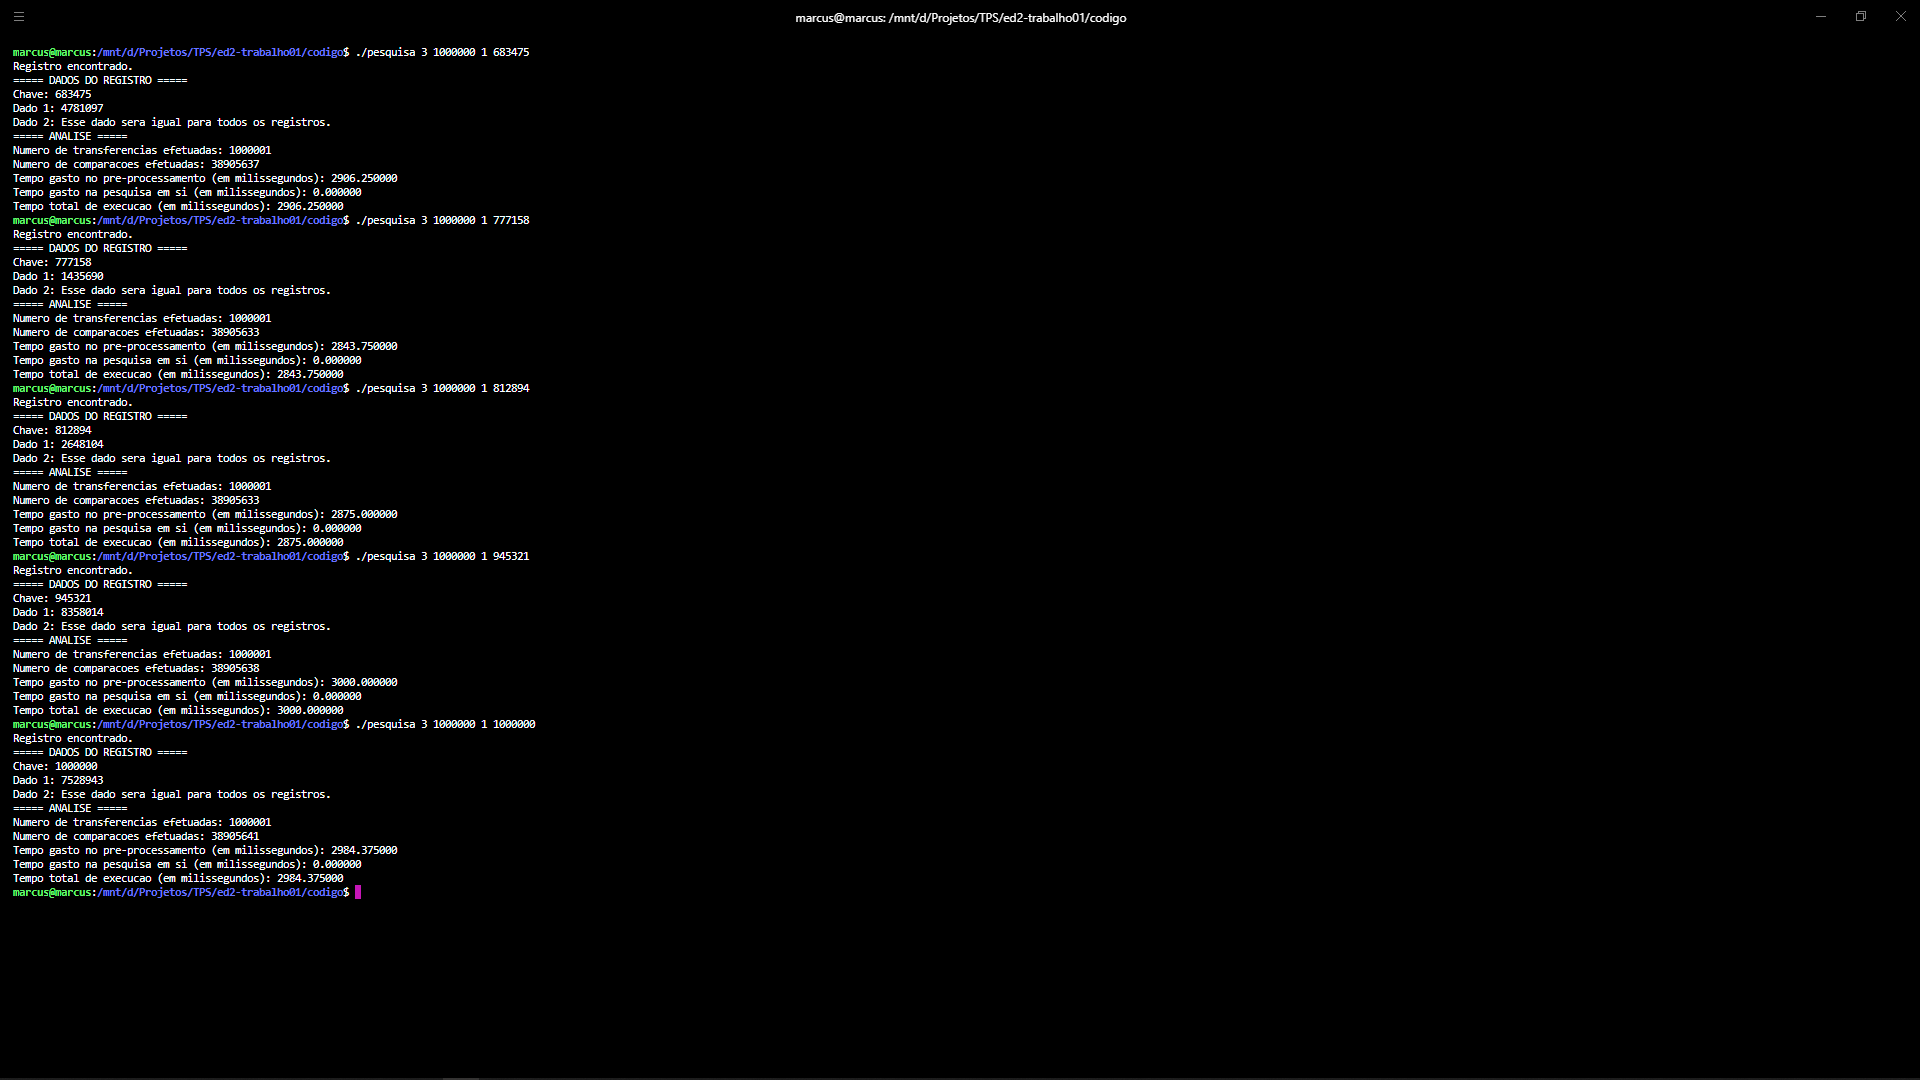 marcus@marcus: /mnt/d/Projetos/TPS/ed2-trabalho01/codigo
marcus@marcus:/mnt/d/Projetos/TPS/ed2-trabalho01/codigo$ ./pesquisa 3 1000000 1 683475
Registro encontrado.
===== DADOS DO REGISTRO =====
Chave: 683475
Dado 1: 4781097
Dado 2: Esse dado sera igual para todos os registros.
===== ANALISE =====
Numero de transferencias efetuadas: 1000001
Numero de comparacoes efetuadas: 38905637
Tempo gasto no pre-processamento (em milissegundos): 2906.250000
Tempo gasto na pesquisa em si (em milissegundos): 0.000000
Tempo total de execucao (em milissegundos): 2906.250000
marcus@marcus:/mnt/d/Projetos/TPS/ed2-trabalho01/codigo$ ./pesquisa 3 1000000 1 777158
Registro encontrado.
===== DADOS DO REGISTRO =====
Chave: 777158
Dado 1: 1435690
Dado 2: Esse dado sera igual para todos os registros.
===== ANALISE =====
Numero de transferencias efetuadas: 1000001
Numero de comparacoes efetuadas: 38905633
Tempo gasto no pre-processamento (em milissegundos): 2843.750000
Tempo gasto na pesquisa em si (em milissegundos): 0.000000
Tempo total de execucao (em milissegundos): 2843.750000
marcus@marcus:/mnt/d/Projetos/TPS/ed2-trabalho01/codigo$ ./pesquisa 3 1000000 1 812894
Registro encontrado.
===== DADOS DO REGISTRO =====
Chave: 812894
Dado 1: 2648104
Dado 2: Esse dado sera igual para todos os registros.
===== ANALISE =====
Numero de transferencias efetuadas: 1000001
Numero de comparacoes efetuadas: 38905633
Tempo gasto no pre-processamento (em milissegundos): 2875.000000
Tempo gasto na pesquisa em si (em milissegundos): 0.000000
Tempo total de execucao (em milissegundos): 2875.000000
marcus@marcus:/mnt/d/Projetos/TPS/ed2-trabalho01/codigo$ ./pesquisa 3 1000000 1 945321
Registro encontrado.
===== DADOS DO REGISTRO =====
Chave: 945321
Dado 1: 8358014
Dado 2: Esse dado sera igual para todos os registros.
===== ANALISE =====
Numero de transferencias efetuadas: 1000001
Numero de comparacoes efetuadas: 38905638
Tempo gasto no pre-processamento (em milissegundos): 3000.000000
Tempo gasto na pesquisa em si (em milissegundos): 0.000000
Tempo total de execucao (em milissegundos): 3000.000000
marcus@marcus:/mnt/d/Projetos/TPS/ed2-trabalho01/codigo$ ./pesquisa 3 1000000 1 1000000
Registro encontrado.
===== DADOS DO REGISTRO =====
Chave: 1000000
Dado 1: 7528943
Dado 2: Esse dado sera igual para todos os registros.
===== ANALISE =====
Numero de transferencias efetuadas: 1000001
Numero de comparacoes efetuadas: 38905641
Tempo gasto no pre-processamento (em milissegundos): 2984.375000
Tempo gasto na pesquisa em si (em milissegundos): 0.000000
Tempo total de execucao (em milissegundos): 2984.375000
marcus@marcus:/mnt/d/Projetos/TPS/ed2-trabalho01/codigo$